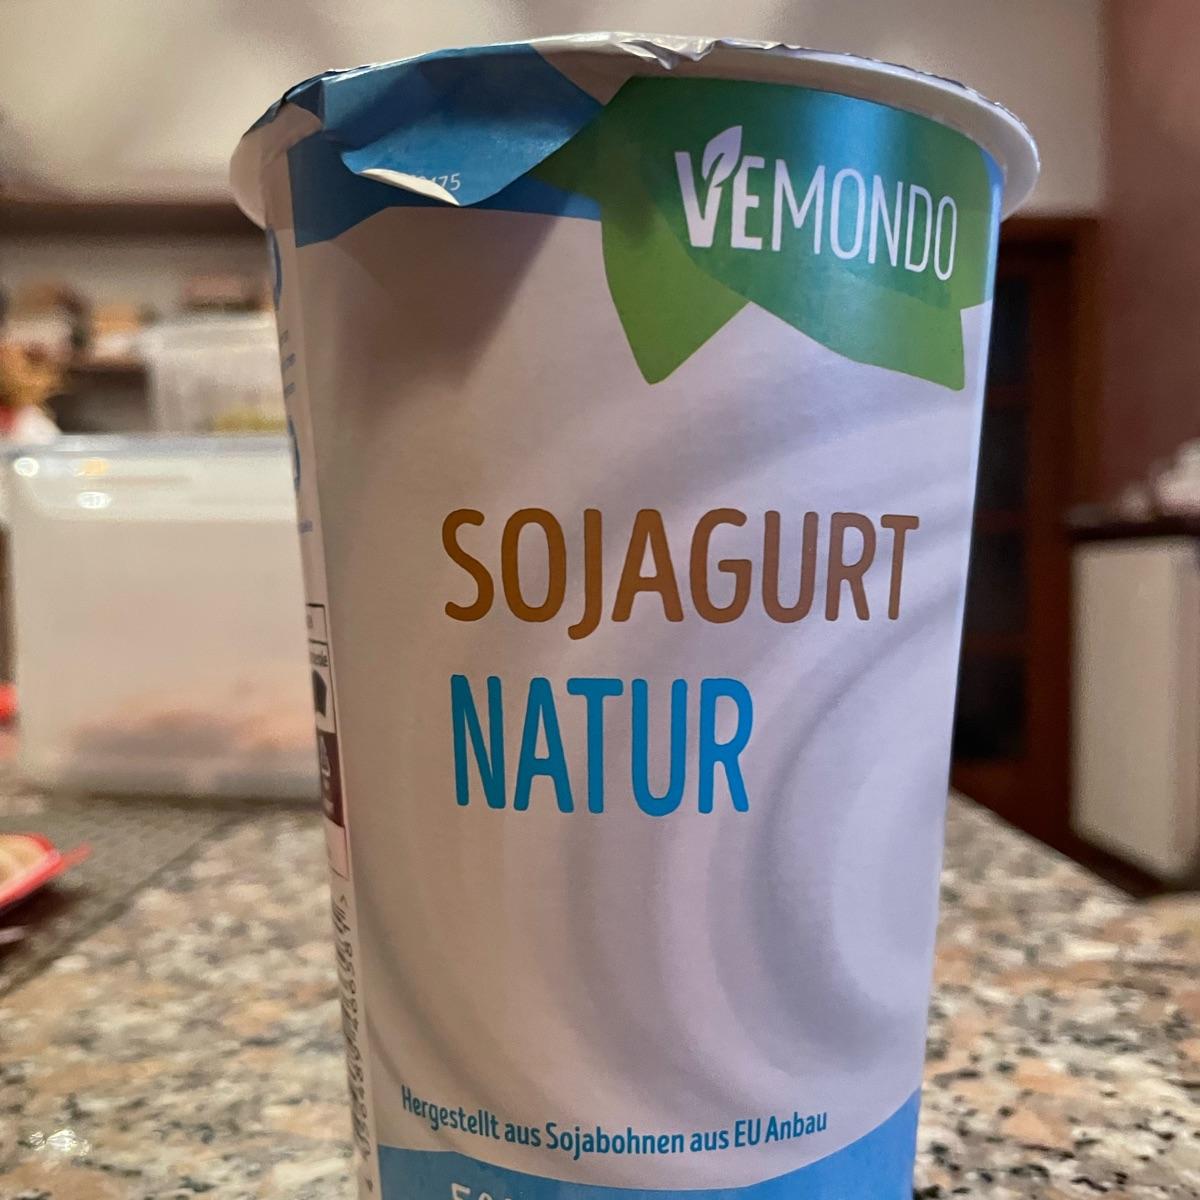 VEMONDO
SOJAGURT
NATUR
Hergestellt aus Sojabohnen aus EU Anbau